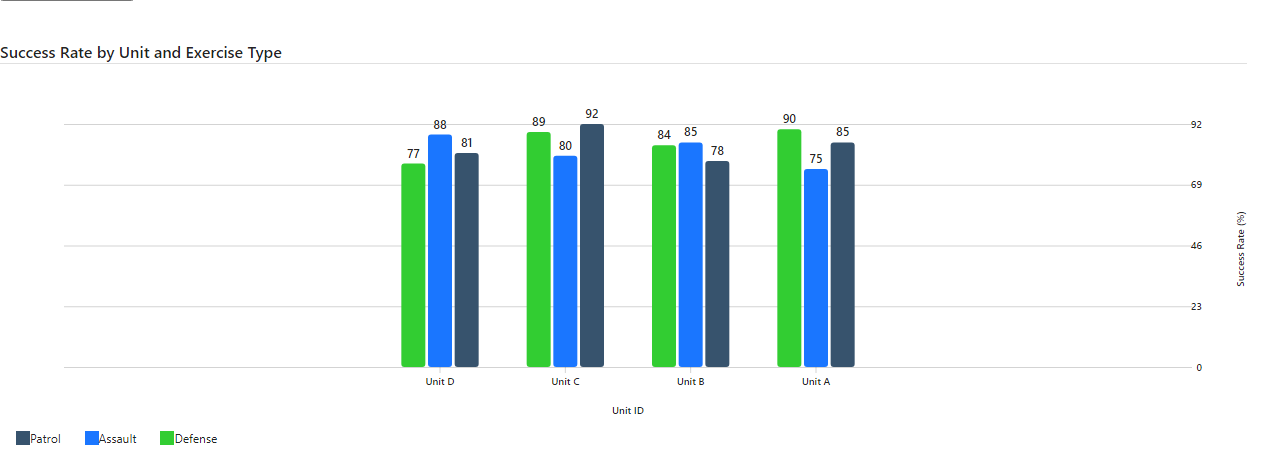 Success Rate by Unit and Exercise Type
92
89 90
88
84 85 85
81
80
77 78
75
92
69
46
23
0
Success Rate (%)
Unit D Unit C Unit B Unit A
Unit ID
Patrol Assault Defense